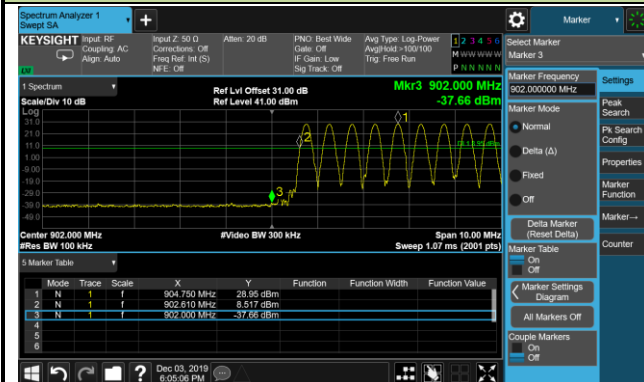 Spectrum Analyzer 1
Swept SA
+
KEYSIGHT
Input: RF
Coupling: AC
Align: Auto
Input Z: 50 Ω
Corrections: Off
Freq Ref: Int (S)
NFE: Off
Atten: 20 dB
PNO: Best Wide
Gate: Off
IF Gain: Low
Sig Track: Off
Avg Type: Log-Power
Avg|Hold:>100/100
Trig: Free Run
1 2 3 4 5 6
M W W W W W
P N N N N N
1 Spectrum
Scale/Div 10 dB
Log
Ref Lvl Offset 31.00 dB
Ref Level 41.00 dBm
Mkr3 902.000 MHz
-37.66 dBm
31.0
21.0
11.0
1.00
-9.00
-19.0
-29.0
-39.0
-49.0
1
2
3
Center 902.000 MHz
#Res BW 100 kHz
#Video BW 300 kHz
Span 10.00 MHz
Sweep 1.07 ms (2001 pts)
5 Marker Table
Mode Trace Scale X Y Function Function Width Function Value
1 N 1 f 904.750 MHz 28.95 dBm
2 N 1 f 902.610 MHz 8.517 dBm
3 N 1 f 902.000 MHz -37.66 dBm
4
5
6
?
Dec 03, 2019
6:05:06 PM
Marker
Select Marker
Marker 3
Marker Frequency
902.000000 MHz
Marker Mode
Normal
Delta (Δ)
Fixed
Off
Delta Marker
(Reset Delta)
Marker Table
On
Off
Marker Settings
Diagram
All Markers Off
Couple Markers
On
Off
Settings
Peak
Search
Pk Search
Config
Properties
Marker
Function
Marker→
Counter